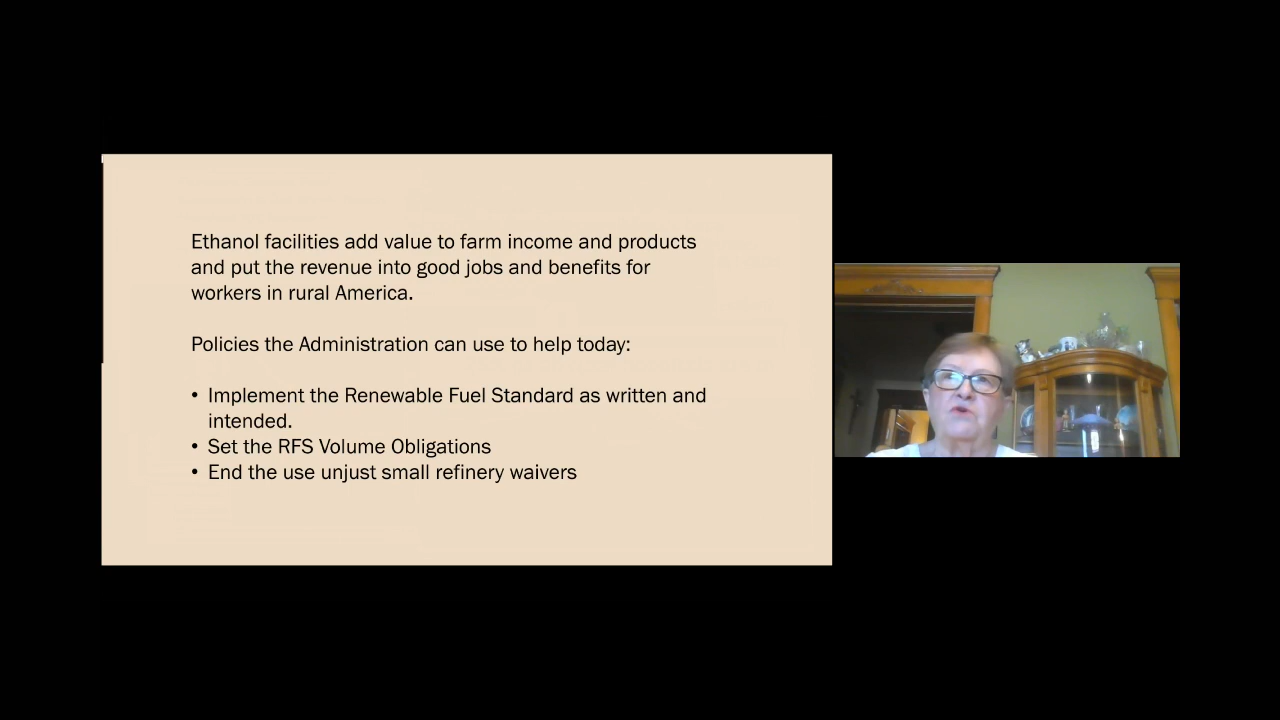 Ethanol facilities add value to farm income and products
and put the revenue into good jobs and benefits for
workers in rural America.
Policies the Administration can use to help today:
• Implement the Renewable Fuel Standard as written and
intended.
• Set the RFS Volume Obligations
• End the use unjust small refinery waivers